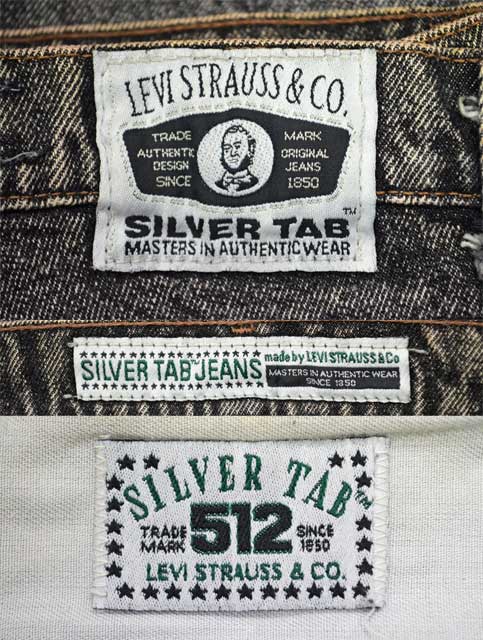 LEVI STRAUSS & CO.
TRADE MARK
AUTHENTIC ORIGINAL
DESIGN JEANS
SINCE 1850
SILVER TAB™
MASTERS IN AUTHENTIC WEAR
SILVER TAB™ JEANS made by LEVI STRAUSS & Co
MASTERS IN AUTHENTIC WEAR
SINCE 1850
SILVER TAB™
TRADE 512 SINCE
MARK 1850
LEVI STRAUSS & CO.